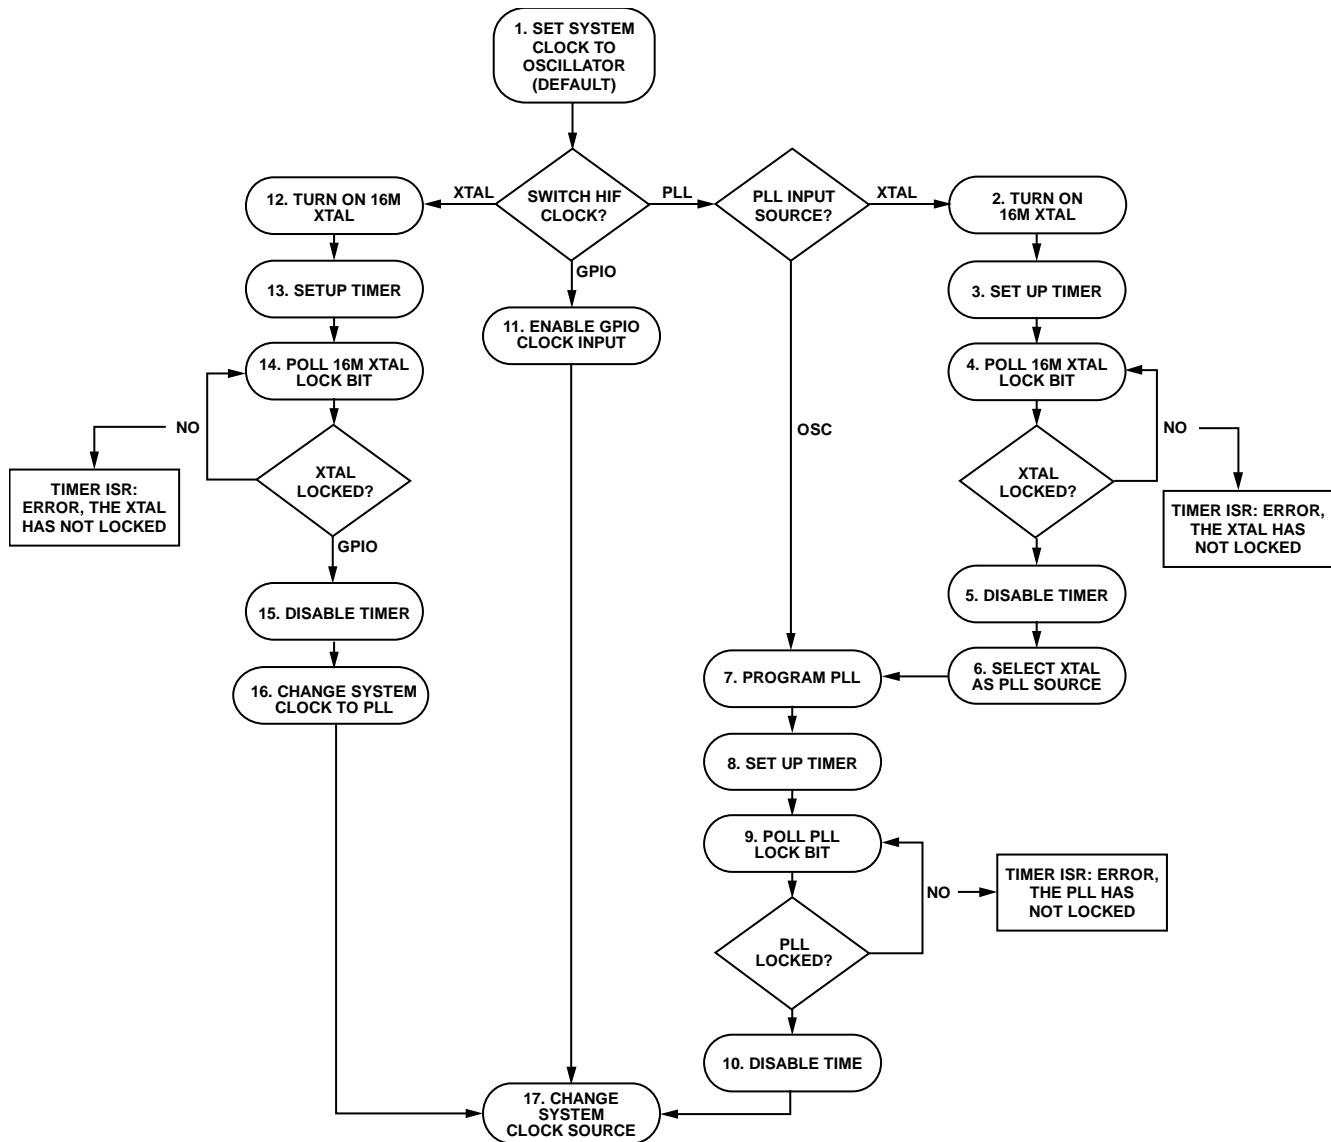 1. SET SYSTEM
CLOCK TO
OSCILLATOR
(DEFAULT)
12. TURN ON 16M
XTAL
XTAL
SWITCH HIF
CLOCK?
PLL
PLL INPUT
SOURCE?
XTAL
2. TURN ON
16M XTAL
GPIO
13. SETUP TIMER
11. ENABLE GPIO
CLOCK INPUT
3. SET UP TIMER
14. POLL 16M XTAL
LOCK BIT
4. POLL 16M XTAL
LOCK BIT
NO
OSC
NO
XTAL
LOCKED?
XTAL
LOCKED?
TIMER ISR:
ERROR, THE XTAL
HAS NOT LOCKED
TIMER ISR: ERROR,
THE XTAL HAS
NOT LOCKED
GPIO
15. DISABLE TIMER
5. DISABLE TIMER
16. CHANGE SYSTEM
CLOCK TO PLL
7. PROGRAM PLL
6. SELECT XTAL
AS PLL SOURCE
8. SET UP TIMER
9. POLL PLL
LOCK BIT
NO
TIMER ISR: ERROR,
THE PLL HAS
NOT LOCKED
PLL
LOCKED?
10. DISABLE TIME
17. CHANGE
SYSTEM
CLOCK SOURCE